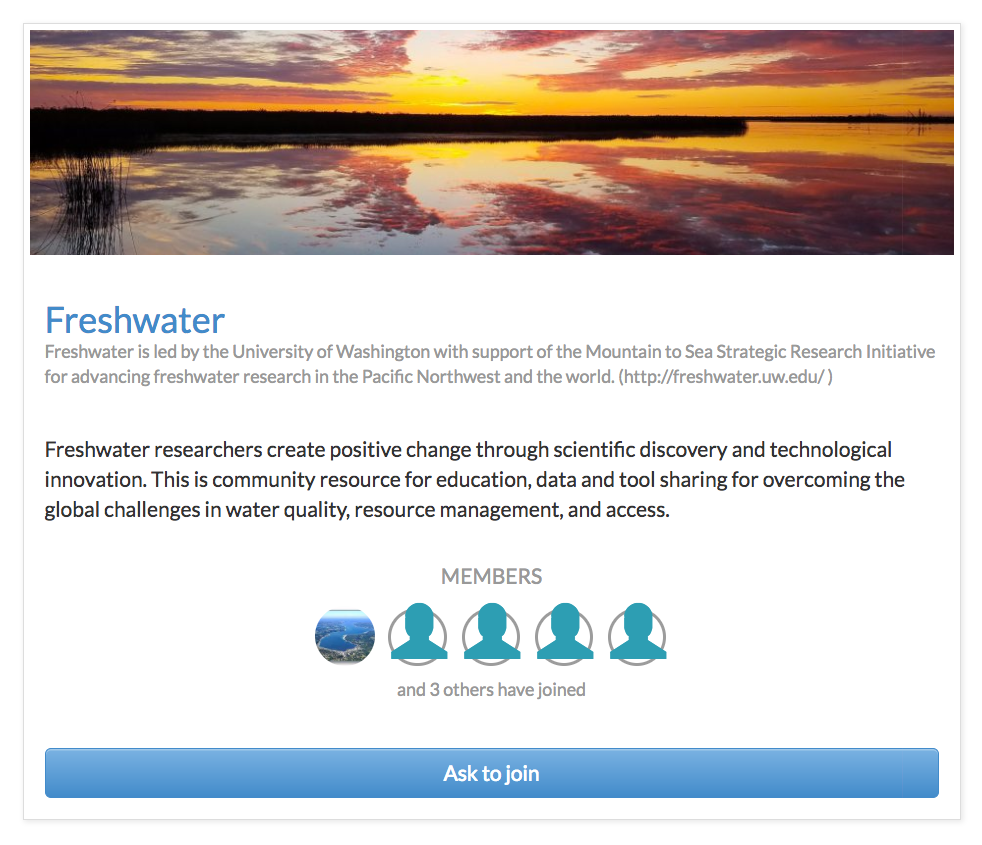 Freshwater
Freshwater is led by the University of Washington with support of the Mountain to Sea Strategic Research Initiative
for advancing freshwater research in the Pacific Northwest and the world. (http://freshwater.uw.edu/ )
Freshwater researchers create positive change through scientific discovery and technological
innovation. This is community resource for education, data and tool sharing for overcoming the
global challenges in water quality, resource management, and access.
MEMBERS
and 3 others have joined
Ask to join